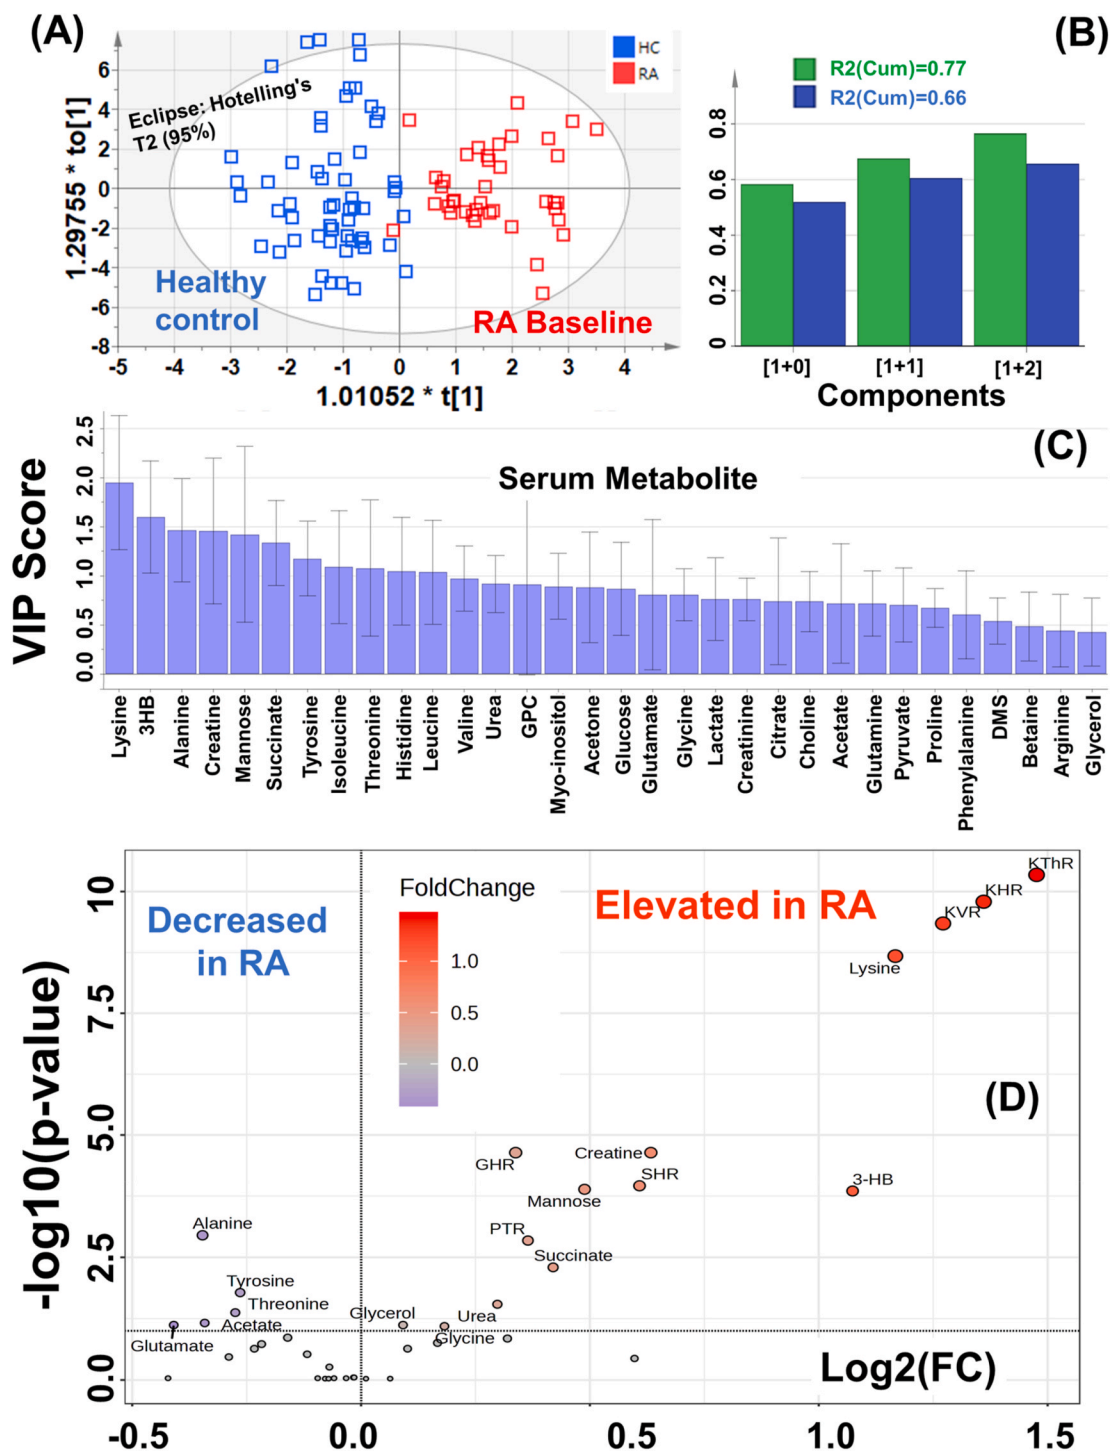 (A)
HC
RA
Eclipse: Hotelling's
T2 (95%)
1.29755 * to[1]
6
4
2
0
-2
-4
-6
-8
Healthy
control
RA Baseline
-5 -4 -3 -2 -1 0 1 2 3 4
1.01052 * t[1]
(B)
R2(Cum)=0.77
R2(Cum)=0.66
0.8
0.6
0.4
0.2
0
[1+0] [1+1] [1+2]
Components
(C)
Serum Metabolite
VIP Score
2.5
2.0
1.5
1.0
0.5
0.0
Lysine
3HB
Alanine
Creatine
Mannose
Succinate
Tyrosine
Isoleucine
Threonine
Histidine
Leucine
Valine
Urea
GPC
Myo-inositol
Acetone
Glucose
Glutamate
Glycine
Lactate
Creatinine
Citrate
Choline
Acetate
Glutamine
Pyruvate
Proline
Phenylalanine
DMS
Betaine
Arginine
Glycerol
-log10(p-value)
10
7.5
5.0
2.5
0.0
Decreased
in RA
FoldChange
1.0
0.5
0.0
Elevated in RA
KThR
KHR
KVR
Lysine
(D)
GHR
Creatine
SHR
Mannose
3-HB
PTR
Succinate
Alanine
Tyrosine
Threonine
Acetate
Glutamate
Glycerol
Urea
Glycine
Log2(FC)
-0.5 0.0 0.5 1.0 1.5